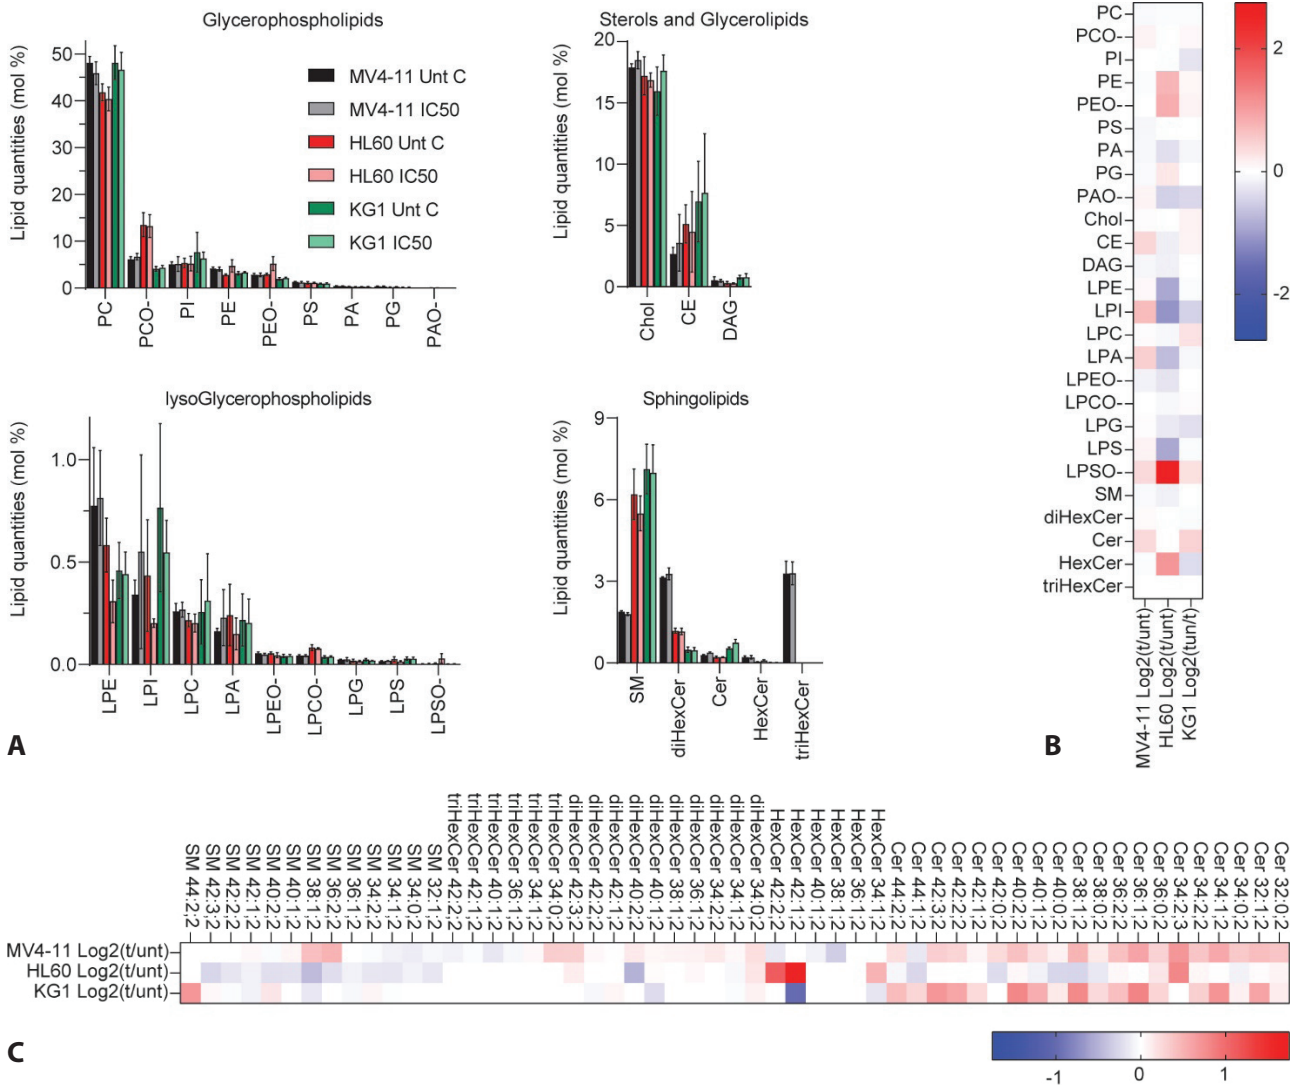 Glycerophospholipids
Lipid quantities (mol %)
50
40
30
20
10
0
MV4-11 Unt C
MV4-11 IC50
HL60 Unt C
HL60 IC50
KG1 Unt C
KG1 IC50
PC
PCO-
PI
PE
PEO-
PS
PA
PG
PAO-
Sterols and Glycerolipids
Lipid quantities (mol %)
20
15
10
5
0
Chol
CE
DAG
lysoGlycerophospholipids
Lipid quantities (mol %)
1.0
0.5
0.0
LPE
LPI
LPC
LPA
LPEO-
LPCO-
LPG
LPS
LPSO-
Sphingolipids
Lipid quantities (mol %)
9
6
3
0
SM
diHexCer
Cer
HexCer
triHexCer
A
PC
PCO-
PI
PE
PEO-
PS
PA
PG
PAO-
Chol
CE
DAG
LPE
LPI
LPC
LPA
LPEO-
LPCO-
LPG
LPS
LPSO-
SM
diHexCer
Cer
HexCer
triHexCer
MV4-11 Log2(t/unt)
HL60 Log2(t/unt)
KG1 Log2(t/unt)
2
0
-2
B
SM 44:2;2
SM 42:3;2
SM 42:2;2
SM 42:1;2
SM 40:2;2
SM 40:1;2
SM 38:1;2
SM 36:2;2
SM 36:1;2
SM 34:2;2
SM 34:1;2
SM 34:0;2
SM 32:1;2
triHexCer 42:2;2
triHexCer 42:1;2
triHexCer 40:1;2
triHexCer 36:1;2
triHexCer 34:1;2
triHexCer 34:0;2
diHexCer 42:3;2
diHexCer 42:2;2
diHexCer 42:1;2
diHexCer 40:2;2
diHexCer 40:1;2
diHexCer 38:1;2
diHexCer 36:1;2
diHexCer 34:2;2
diHexCer 34:1;2
diHexCer 34:0;2
HexCer 42:2;2
HexCer 42:1;2
HexCer 40:1;2
HexCer 38:1;2
HexCer 36:1;2
HexCer 34:1;2
Cer 44:2;2
Cer 44:1;2
Cer 42:3;2
Cer 42:2;2
Cer 42:1;2
Cer 42:0;2
Cer 40:2;2
Cer 40:1;2
Cer 40:0;2
Cer 38:1;2
Cer 38:0;2
Cer 36:2;2
Cer 36:1;2
Cer 36:0;2
Cer 34:2;3
Cer 34:2;2
Cer 34:1;2
Cer 34:0;2
Cer 32:1;2
Cer 32:0;2
MV4-11 Log2(t/unt)
HL60 Log2(t/unt)
KG1 Log2(t/unt)
-1
0
1
C